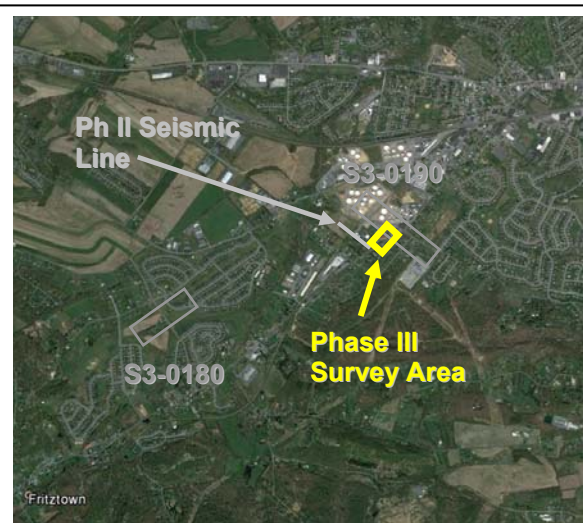 Ph II Seismic
Line
S3-0190
Phase III
Survey Area
S3-0180
Fritztown